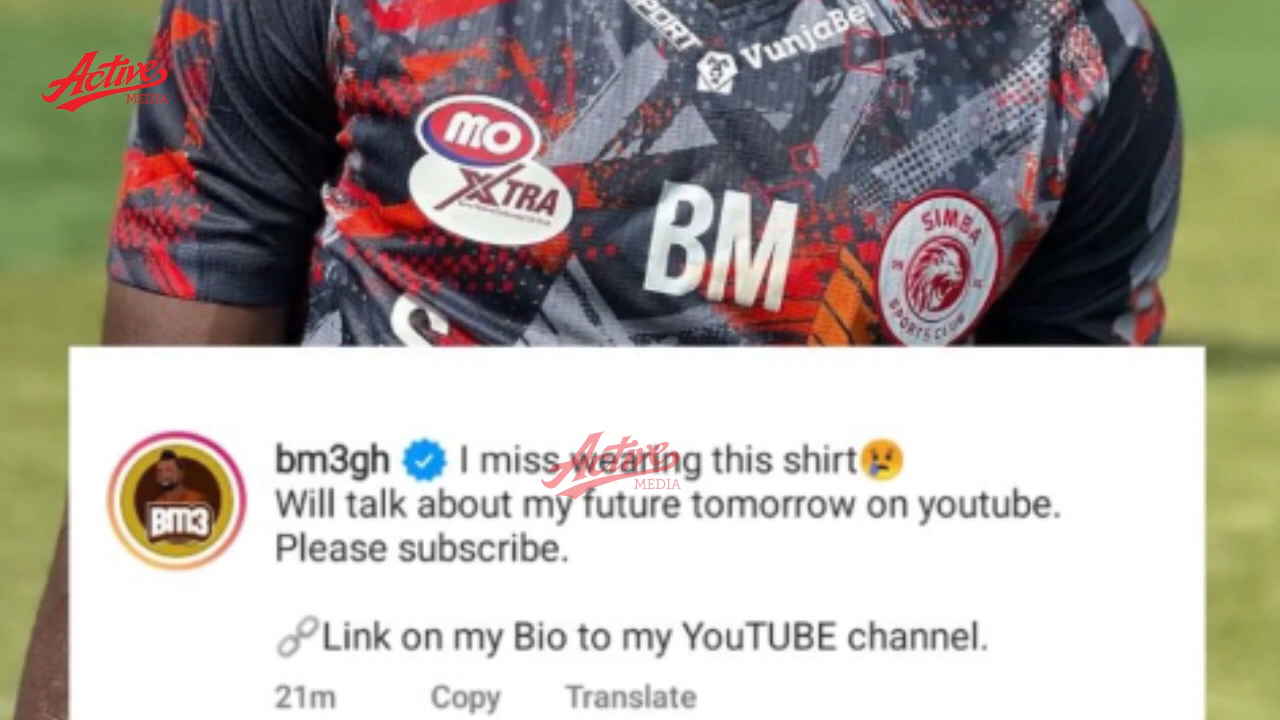 Active
MEDIA
SPORT
VunjaBei
MO
XTRA
BM
SIMBA
SPORTS CLUB
BM3
bm3gh I miss wearing this shirt😢
Will talk about my future tomorrow on youtube.
Please subscribe.
🔗Link on my Bio to my YouTUBE channel.
21m Copy Translate
Active
MEDIA